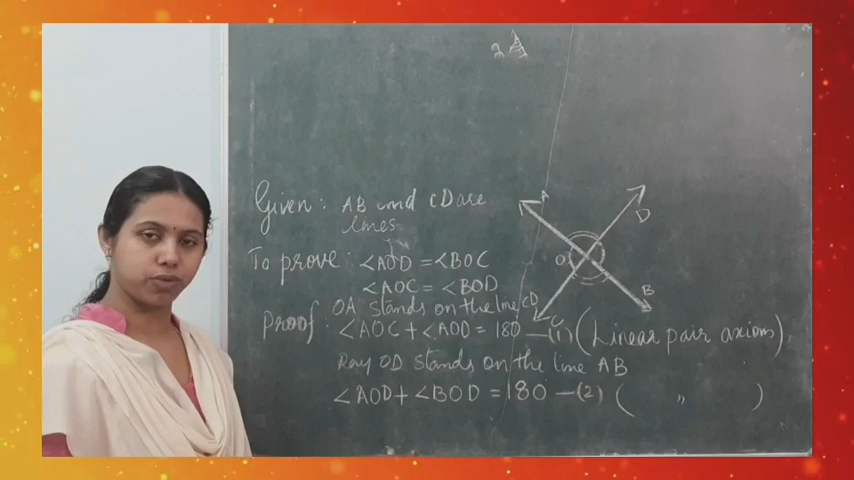 Given: AB and CD are
lines
To prove: ∠AOD = ∠BOC
∠AOC = ∠BOD
Proof: OA stands on the line CD
∠AOC + ∠AOD = 180 —(1) (Linear pair axiom)
Ray OD stands on the line AB
∠AOD + ∠BOD = 180 —(2) ( " )
A
D
O
B
C